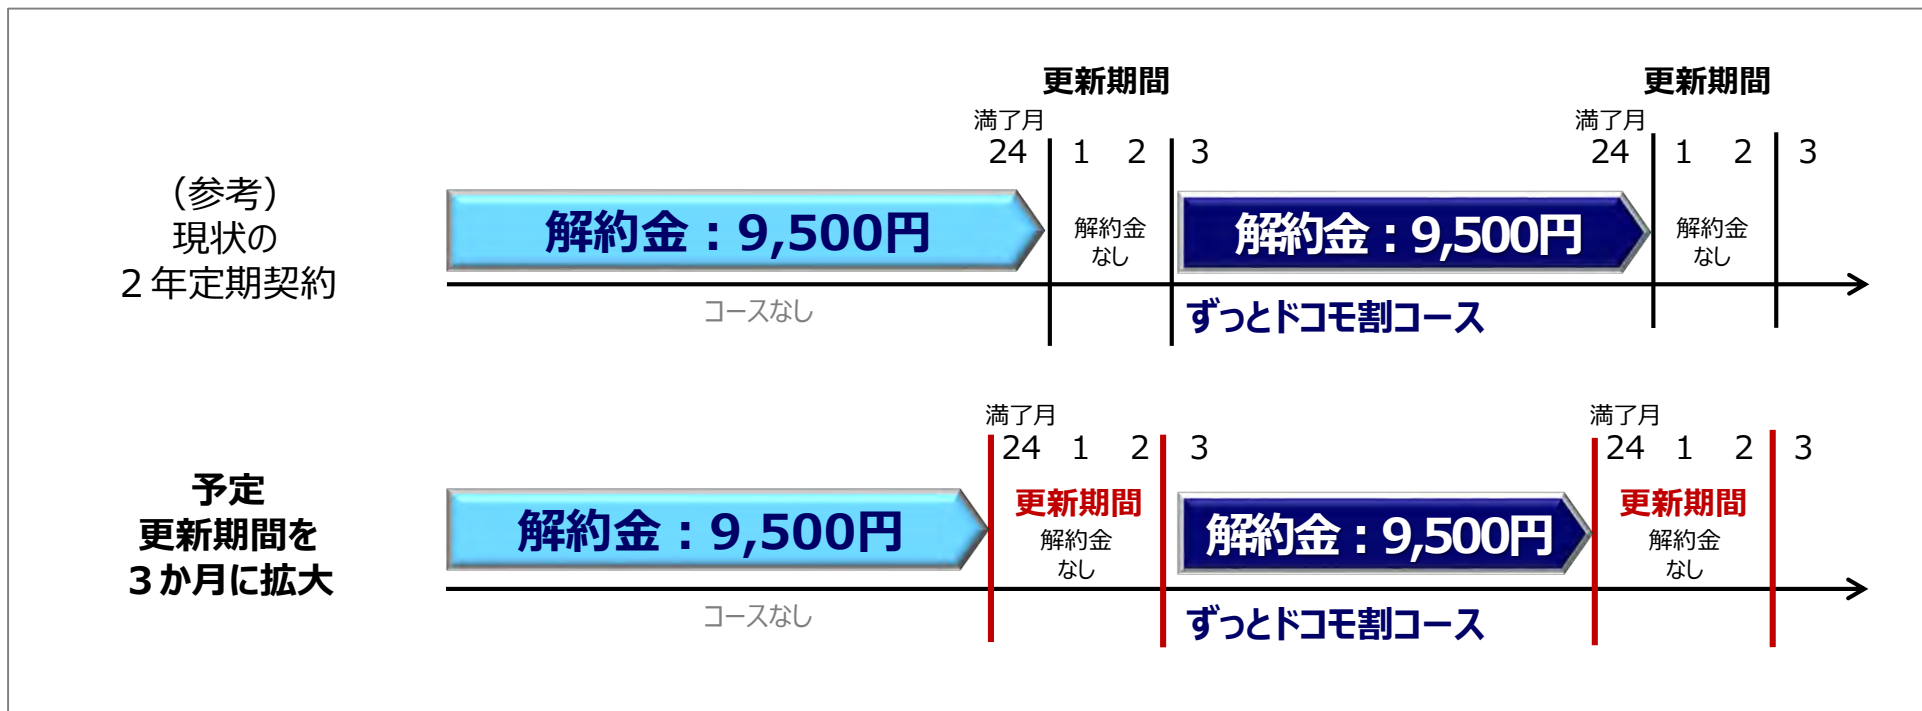 更新期間 更新期間
満了月 満了月
24 1 2 3 24 1 2 3
（参考）
現状の
２年定期契約
解約金：9,500円
解約金
なし
解約金：9,500円
解約金
なし
コースなし
ずっとドコモ割コース
満了月 満了月
24 1 2 3 24 1 2 3
予定
更新期間を
３か月に拡大
解約金：9,500円
更新期間
解約金
なし
解約金：9,500円
更新期間
解約金
なし
コースなし
ずっとドコモ割コース